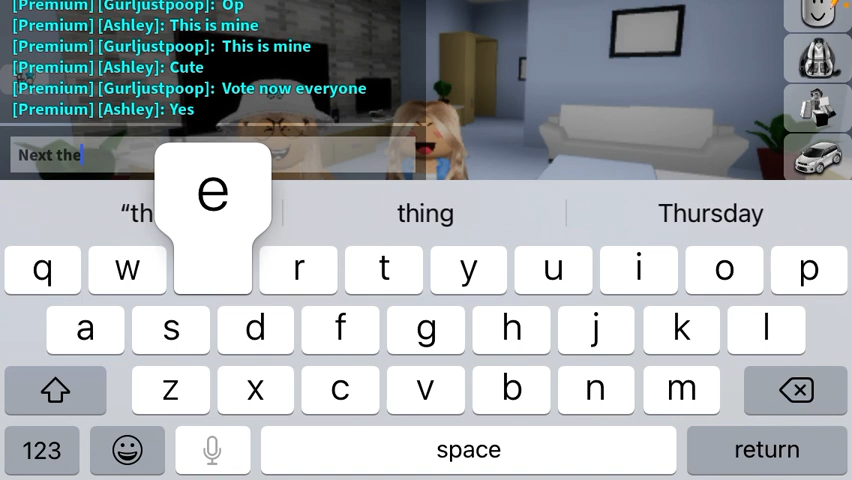 [Premium] [Gurljustpoop]: Op
[Premium] [Ashley]: This is mine
[Premium] [Gurljustpoop]: This is mine
[Premium] [Ashley]: Cute
[Premium] [Gurljustpoop]: Vote now everyone
[Premium] [Ashley]: Yes
Next the
e
“th thing Thursday
q w r t y u i o p
a s d f g h j k l
z x c v b n m
123 space return